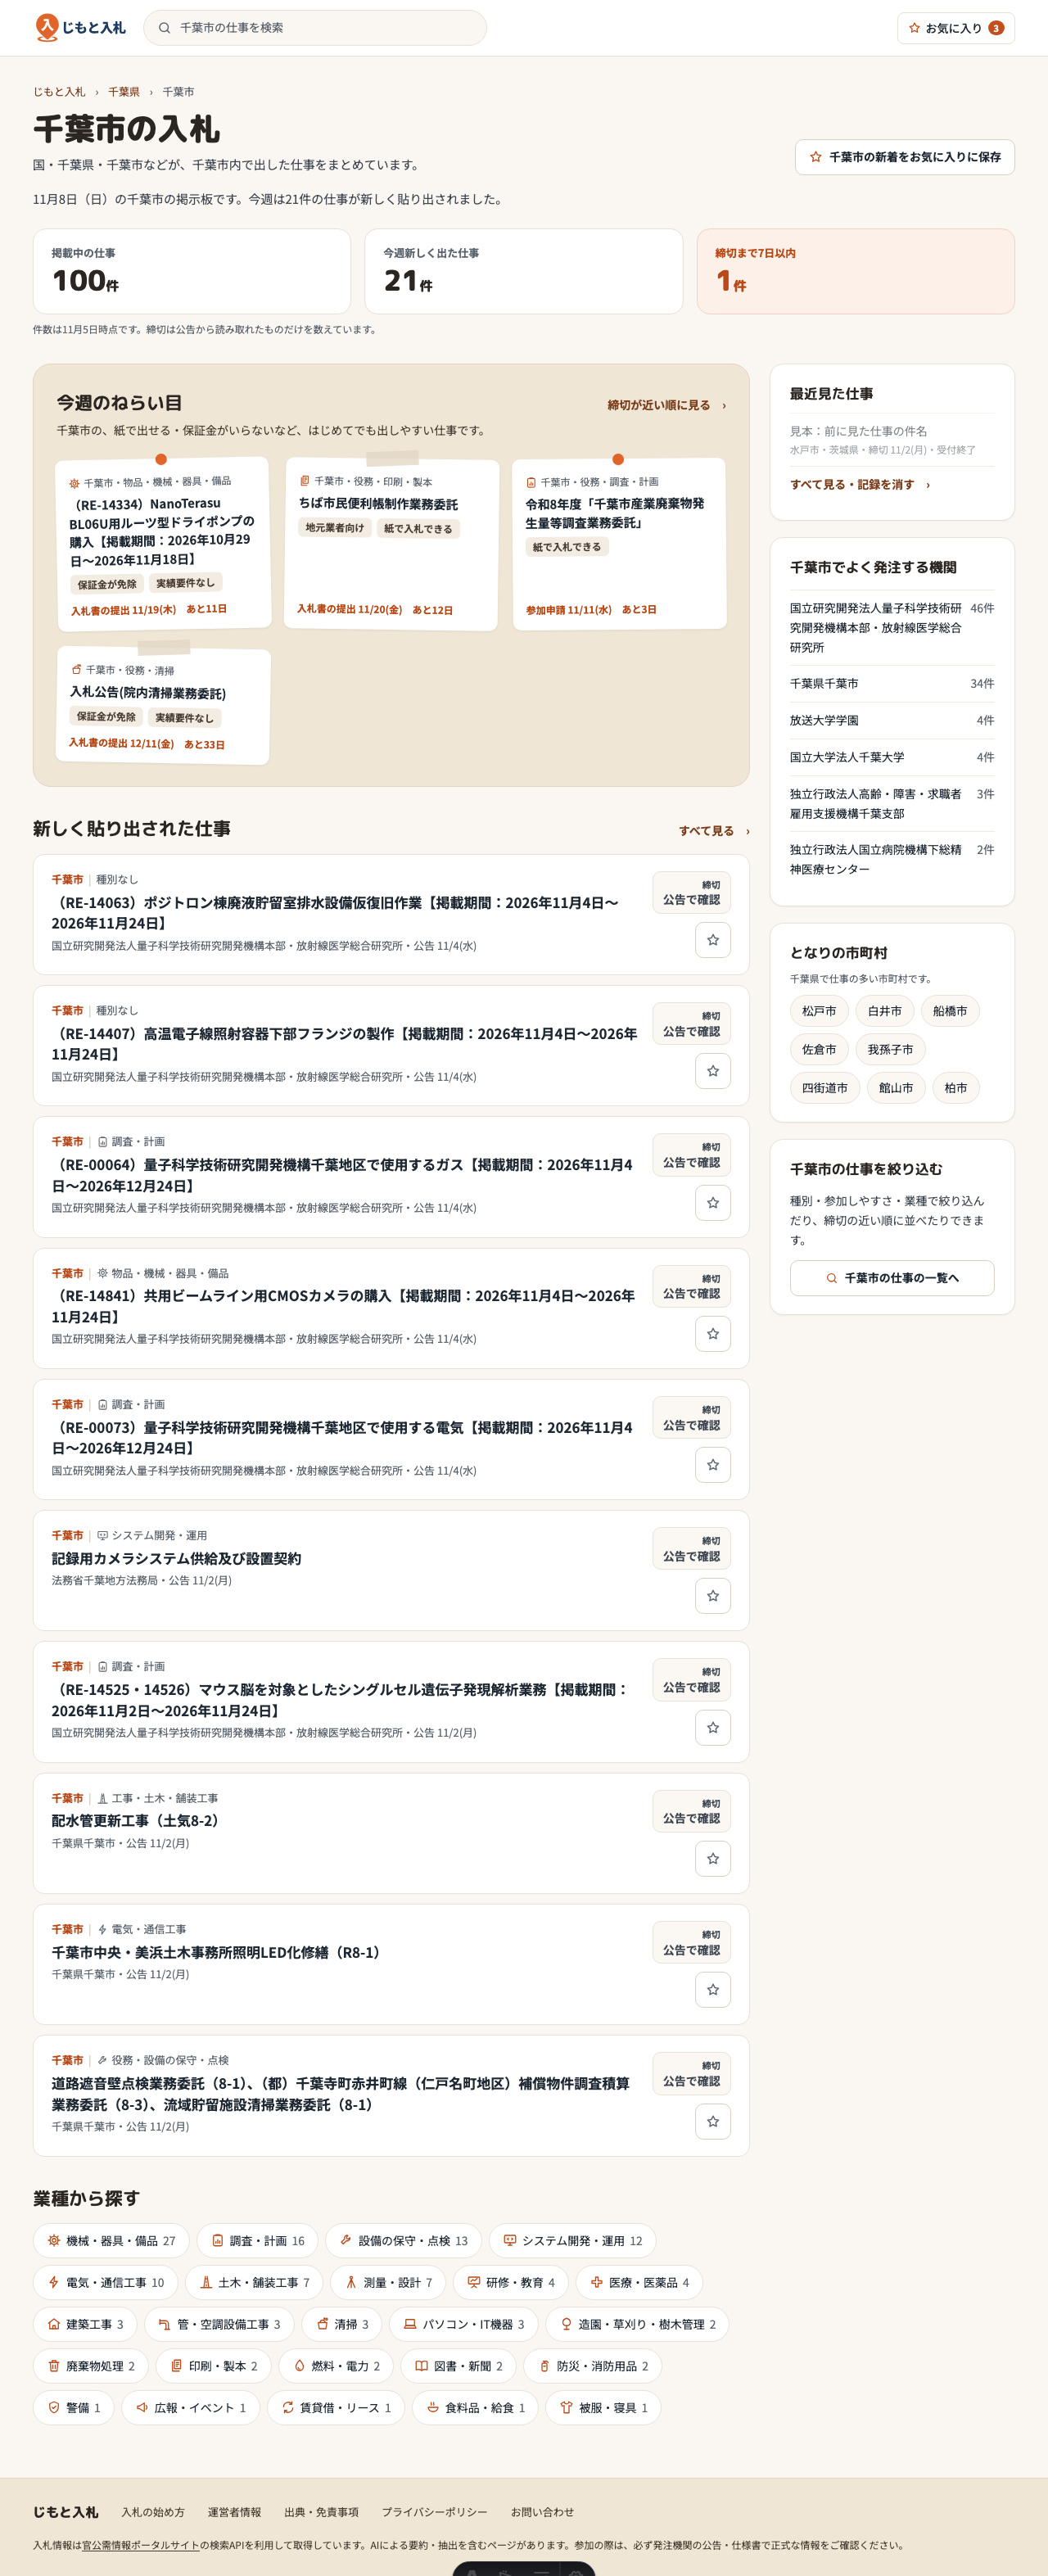 入 じもと入札
千葉市の仕事を検索
お気に入り 3
じもと入札 › 千葉県 › 千葉市
千葉市の入札
国・千葉県・千葉市などが、千葉市内で出した仕事をまとめています。
千葉市の新着をお気に入りに保存
11月8日（日）の千葉市の掲示板です。今週は21件の仕事が新しく貼り出されました。
掲載中の仕事
100件
今週新しく出た仕事
21件
締切まで7日以内
1件
件数は11月5日時点です。締切は公告から読み取れたものだけを数えています。
今週のねらい目
締切が近い順に見る ›
千葉市の、紙で出せる・保証金がいらないなど、はじめてでも出しやすい仕事です。
千葉市・物品・機械・器具・備品
（RE-14334）NanoTerasu
BL06U用ルーツ型ドライポンプの
購入【掲載期間：2026年10月29
日～2026年11月18日】
保証金が免除 実績要件なし
入札書の提出 11/19(木) あと11日
千葉市・役務・印刷・製本
ちば市民便利帳制作業務委託
地元業者向け 紙で入札できる
入札書の提出 11/20(金) あと12日
千葉市・役務・調査・計画
令和8年度「千葉市産業廃棄物発
生量等調査業務委託」
紙で入札できる
参加申請 11/11(水) あと3日
千葉市・役務・清掃
入札公告(院内清掃業務委託)
保証金が免除 実績要件なし
入札書の提出 12/11(金) あと33日
新しく貼り出された仕事
すべて見る ›
千葉市 | 種別なし
（RE-14063）ポジトロン棟廃液貯留室排水設備仮復旧作業【掲載期間：2026年11月4日～
2026年11月24日】
国立研究開発法人量子科学技術研究開発機構本部・放射線医学総合研究所・公告 11/4(水)
締切
公告で確認
千葉市 | 種別なし
（RE-14407）高温電子線照射容器下部フランジの製作【掲載期間：2026年11月4日～2026年
11月24日】
国立研究開発法人量子科学技術研究開発機構本部・放射線医学総合研究所・公告 11/4(水)
締切
公告で確認
千葉市 | 調査・計画
（RE-00064）量子科学技術研究開発機構千葉地区で使用するガス【掲載期間：2026年11月4
日～2026年12月24日】
国立研究開発法人量子科学技術研究開発機構本部・放射線医学総合研究所・公告 11/4(水)
締切
公告で確認
千葉市 | 物品・機械・器具・備品
（RE-14841）共用ビームライン用CMOSカメラの購入【掲載期間：2026年11月4日～2026年
11月24日】
国立研究開発法人量子科学技術研究開発機構本部・放射線医学総合研究所・公告 11/4(水)
締切
公告で確認
千葉市 | 調査・計画
（RE-00073）量子科学技術研究開発機構千葉地区で使用する電気【掲載期間：2026年11月4
日～2026年12月24日】
国立研究開発法人量子科学技術研究開発機構本部・放射線医学総合研究所・公告 11/4(水)
締切
公告で確認
千葉市 | システム開発・運用
記録用カメラシステム供給及び設置契約
法務省千葉地方法務局・公告 11/2(月)
締切
公告で確認
千葉市 | 調査・計画
（RE-14525・14526）マウス脳を対象としたシングルセル遺伝子発現解析業務【掲載期間：
2026年11月2日～2026年11月24日】
国立研究開発法人量子科学技術研究開発機構本部・放射線医学総合研究所・公告 11/2(月)
締切
公告で確認
千葉市 | 工事・土木・舗装工事
配水管更新工事（土気8-2）
千葉県千葉市・公告 11/2(月)
締切
公告で確認
千葉市 | 電気・通信工事
千葉市中央・美浜土木事務所照明LED化修繕（R8-1）
千葉県千葉市・公告 11/2(月)
締切
公告で確認
千葉市 | 役務・設備の保守・点検
道路遮音壁点検業務委託（8-1）、（都）千葉寺町赤井町線（仁戸名町地区）補償物件調査積算
業務委託（8-3）、流域貯留施設清掃業務委託（8-1）
千葉県千葉市・公告 11/2(月)
締切
公告で確認
最近見た仕事
見本：前に見た仕事の件名
水戸市・茨城県・締切 11/2(月)・受付終了
すべて見る・記録を消す ›
千葉市でよく発注する機関
国立研究開発法人量子科学技術研 46件
究開発機構本部・放射線医学総合
研究所
千葉県千葉市 34件
放送大学学園 4件
国立大学法人千葉大学 4件
独立行政法人高齢・障害・求職者 3件
雇用支援機構千葉支部
独立行政法人国立病院機構下総精 2件
神医療センター
となりの市町村
千葉県で仕事の多い市町村です。
松戸市 白井市 船橋市
佐倉市 我孫子市
四街道市 館山市 柏市
千葉市の仕事を絞り込む
種別・参加しやすさ・業種で絞り込ん
だり、締切の近い順に並べたりできま
す。
千葉市の仕事の一覧へ
業種から探す
機械・器具・備品 27 調査・計画 16 設備の保守・点検 13 システム開発・運用 12
電気・通信工事 10 土木・舗装工事 7 測量・設計 7 研修・教育 4 医療・医薬品 4
建築工事 3 管・空調設備工事 3 清掃 3 パソコン・IT機器 3 造園・草刈り・樹木管理 2
廃棄物処理 2 印刷・製本 2 燃料・電力 2 図書・新聞 2 防災・消防用品 2
警備 1 広報・イベント 1 賃貸借・リース 1 食料品・給食 1 被服・寝具 1
じもと入札 入札の始め方 運営者情報 出典・免責事項 プライバシーポリシー お問い合わせ
入札情報は官公需情報ポータルサイトの検索APIを利用して取得しています。AIによる要約・抽出を含むページがあります。参加の際は、必ず発注機関の公告・仕様書で正式な情報をご確認ください。